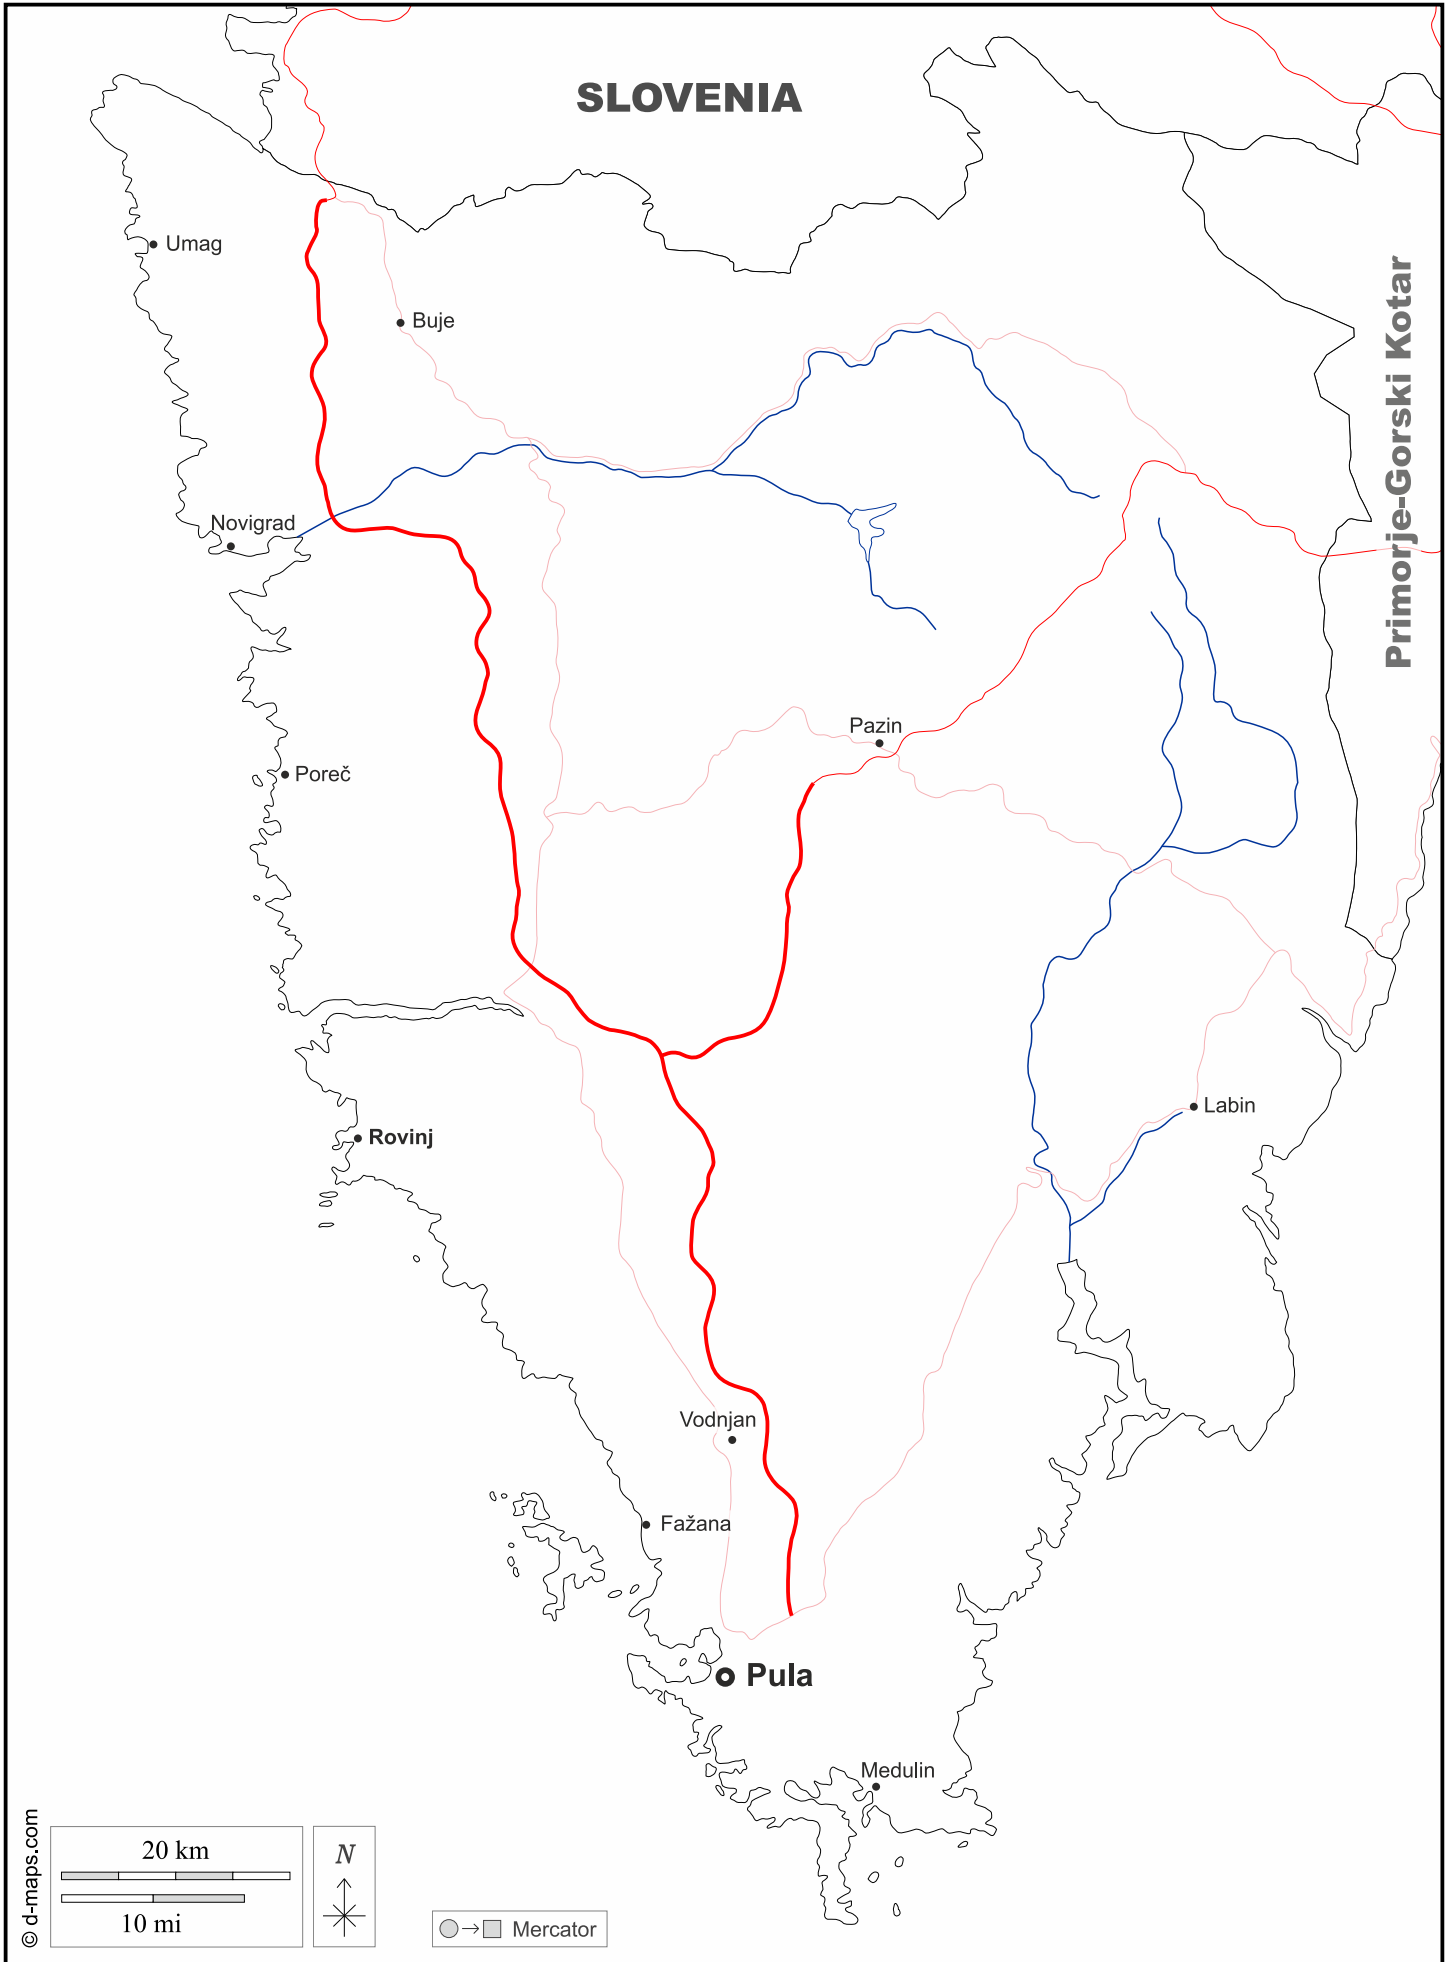 SLOVENIA
Umag
Primorje-Gorski Kotar
Buje
Novigrad
Pazin
Poreč
Labin
Rovinj
Vodnjan
Fažana
Pula
Medulin
© d-maps.com
20 km
10 mi
N
Mercator